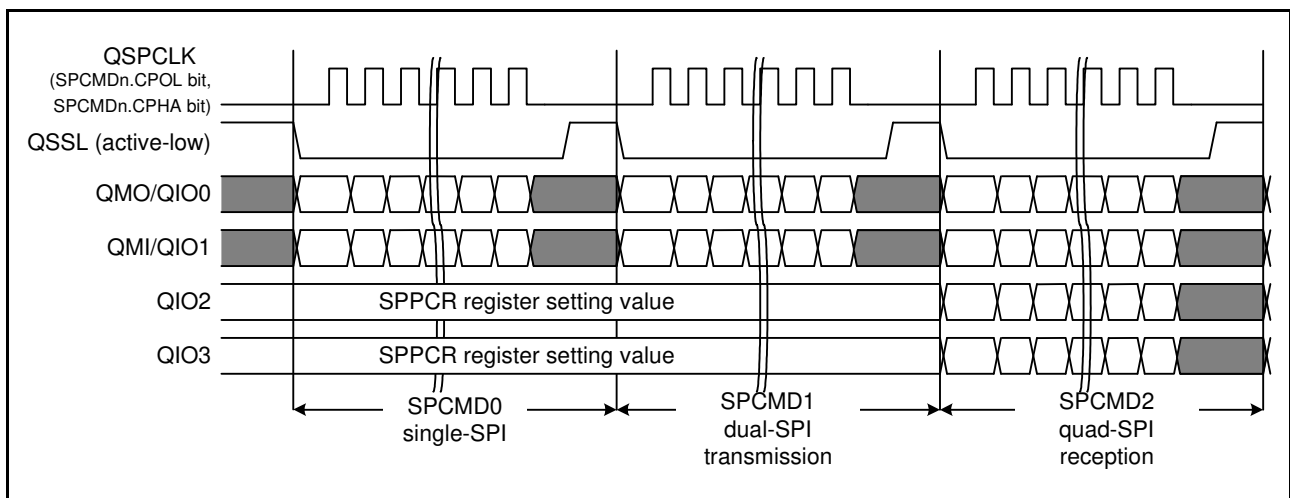 QSPCLK
(SPCMDn.CPOL bit,
SPCMDn.CPHA bit)
QSSL (active-low)
QMO/QIO0
QMI/QIO1
QIO2
SPPCR register setting value
QIO3
SPPCR register setting value
SPCMD0
single-SPI
SPCMD1
dual-SPI
transmission
SPCMD2
quad-SPI
reception